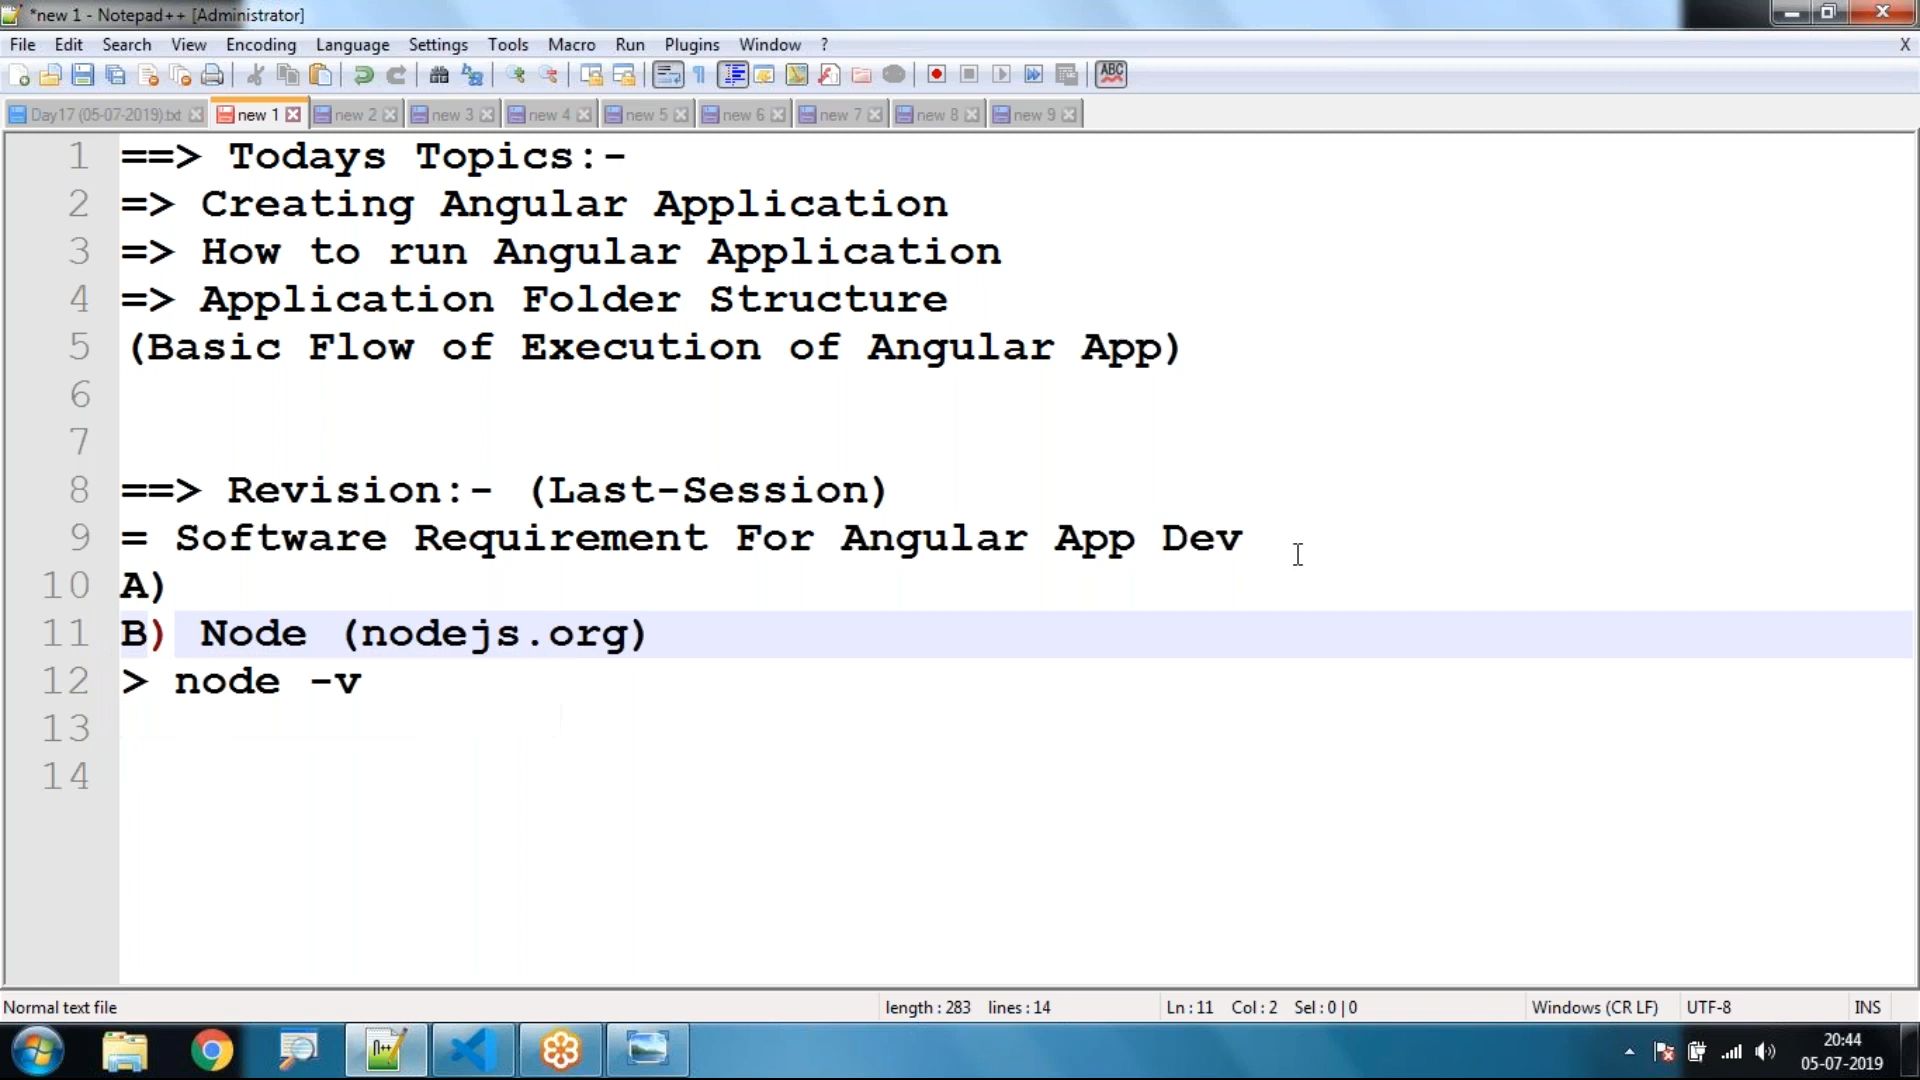 *new 1 - Notepad++ [Administrator]
File Edit Search View Encoding Language Settings Tools Macro Run Plugins Window ? X
ABC
Day17 (05-07-2019).txt new 1 new 2 new 3 new 4 new 5 new 6 new 7 new 8 new 9
1 ==> Todays Topics:-
2 => Creating Angular Application
3 => How to run Angular Application
4 => Application Folder Structure
5 (Basic Flow of Execution of Angular App)
6
7
8 ==> Revision:- (Last-Session)
9 = Software Requirement For Angular App Dev
10 A)
11 B) Node (nodejs.org)
12 > node -v
13
14
Normal text file length : 283 lines : 14 Ln : 11 Col : 2 Sel : 0 | 0 Windows (CR LF) UTF-8 INS
20:44
05-07-2019